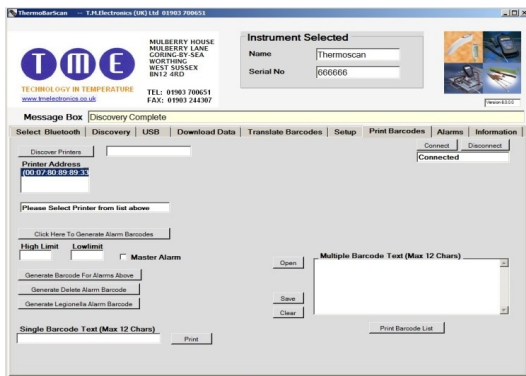 ThermoBarScan -- T.M.Electronics (UK) Ltd 01903 700651
TME
TECHNOLOGY IN TEMPERATURE
www.tmelectronics.co.uk
MULBERRY HOUSE
MULBERRY LANE
GORING-BY-SEA
WORTHING
WEST SUSSEX
BN12 4RD
TEL: 01903 700651
FAX: 01903 244307
Instrument Selected
Name Thermoscan
Serial No 666666
Message Box Discovery Complete
Select Bluetooth Discovery USB Download Data Translate Barcodes Setup Print Barcodes Alarms Information
Discover Printers
Connect Disconnect
Connected
Printer Address
(00:07:80:89:89:33
Please Select Printer from list above
Click Here To Generate Alarm Barcodes
High Limit Lowlimit
Master Alarm
Generate Barcode For Alarms Above
Generate Delete Alarm Barcode
Generate Legionella Alarm Barcode
Single Barcode Text (Max 12 Chars)
Print
Multiple Barcode Text (Max 12 Chars)
Open
Save
Clear
Print Barcode List